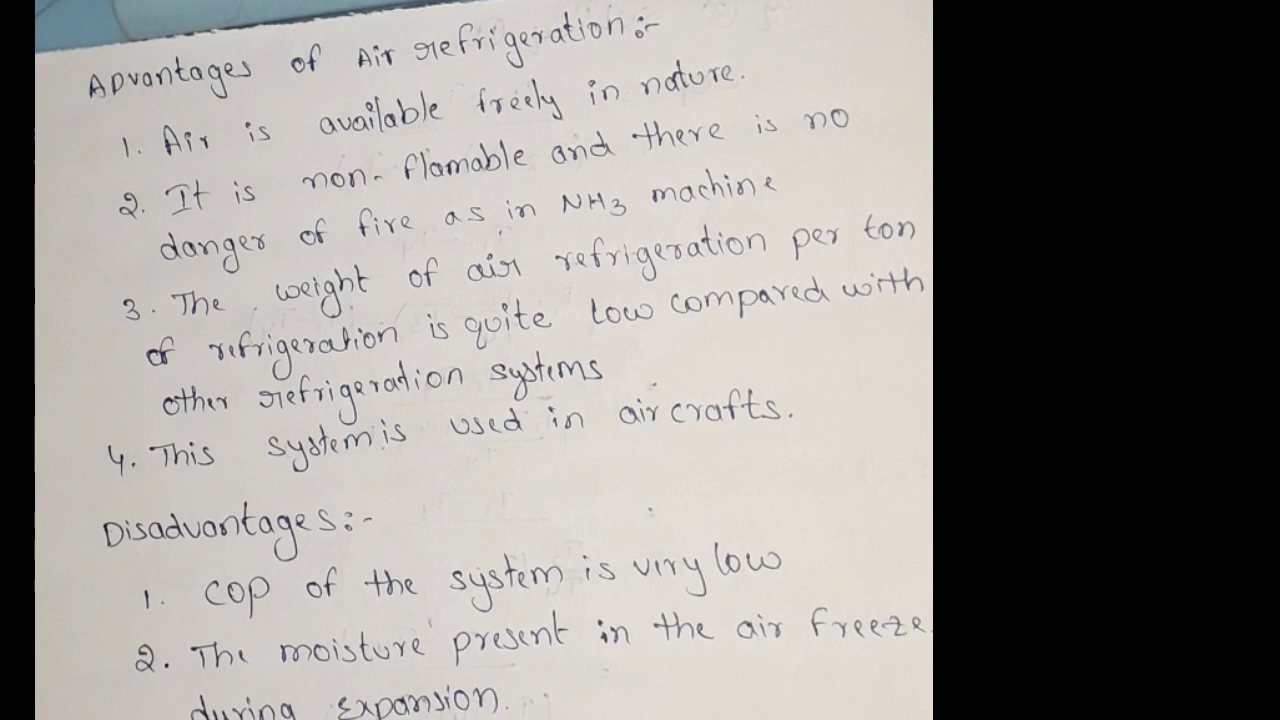 Advantages of Air refrigeration:-
1. Air is available freely in nature.
2. It is non-flamable and there is no
danger of fire as in NH3 machine
3. The weight of air refrigeration per ton
of refrigeration is quite low compared with
other refrigeration systems
4. This system is used in air crafts.
Disadvantages:-
1. COP of the system is very low
2. The moisture present in the air freeze
during expansion.